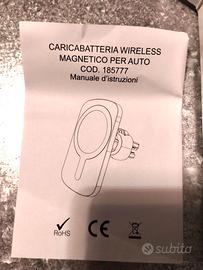 CARICABATTERIA WIRELESS
MAGNETICO PER AUTO
COD. 185777
Manuale d'istruzioni
RoHS
CE
subito